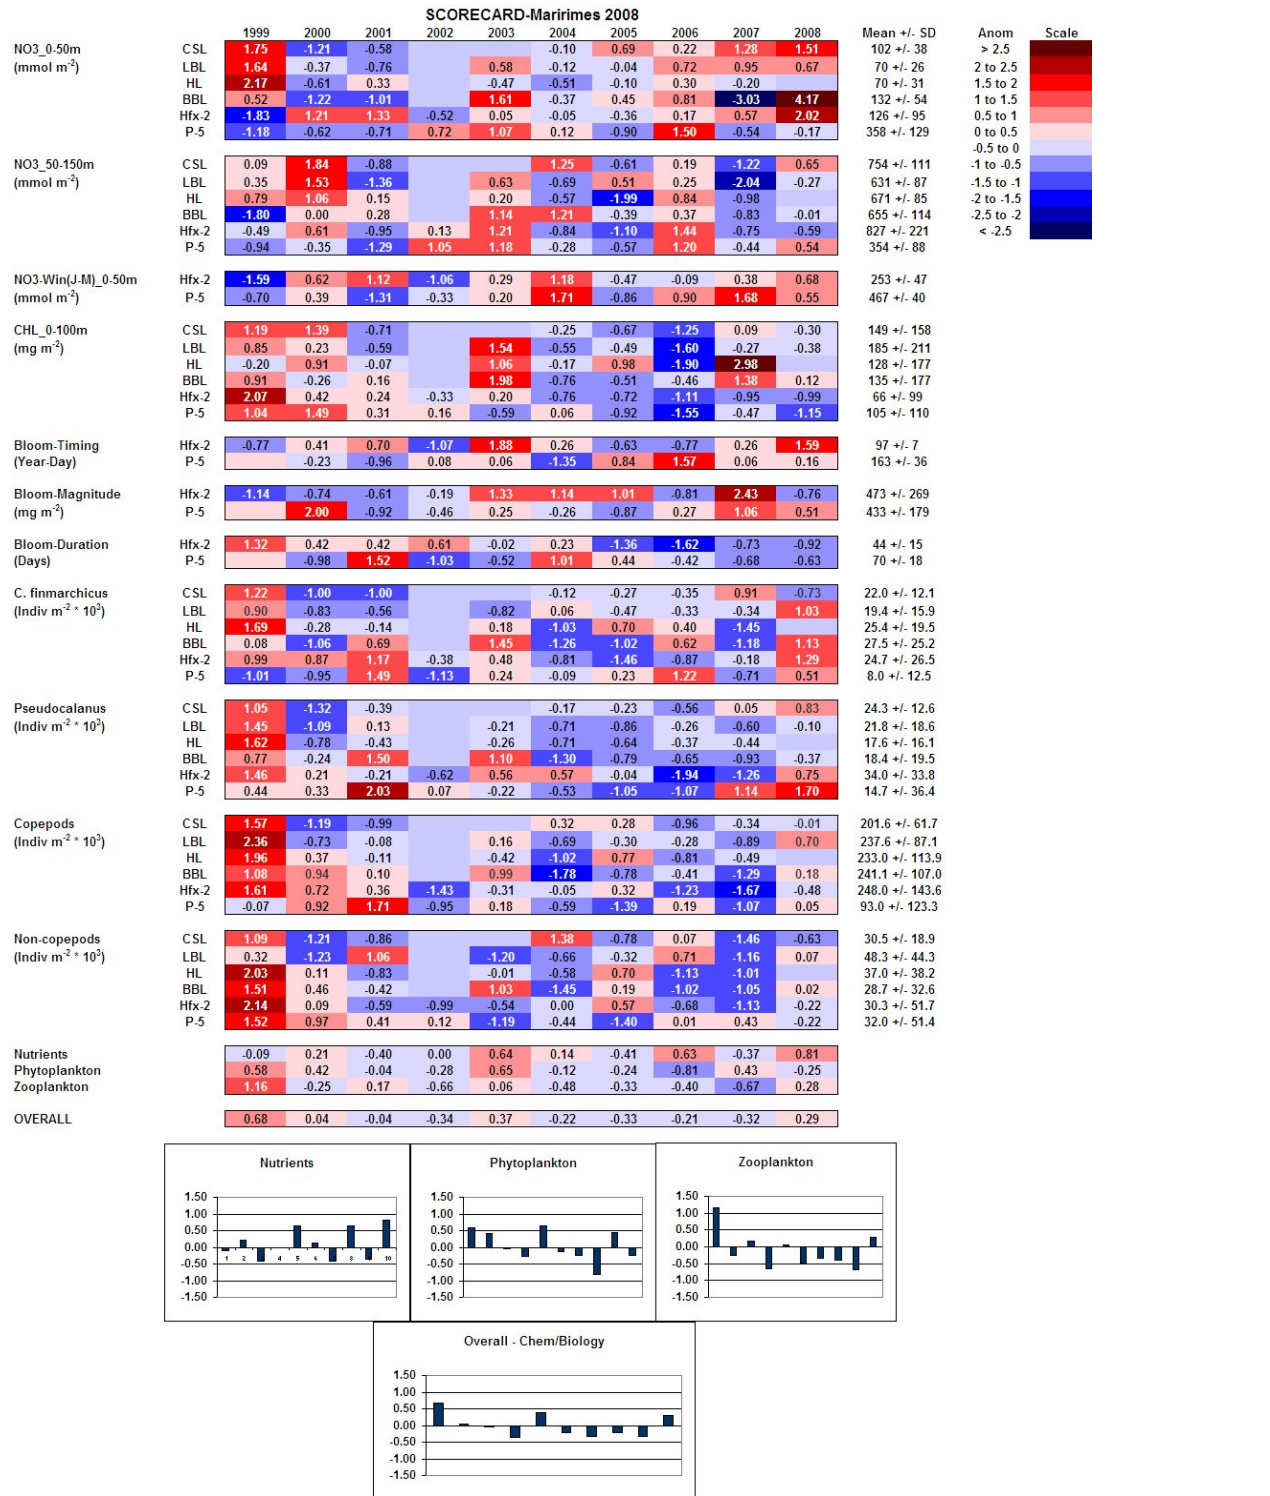 SCORECARD-Maririmes 2008
1999 2000 2001 2002 2003 2004 2005 2006 2007 2008 Mean +/- SD Anom Scale
NO3_0-50m CSL 1.75 -1.21 -0.58 -0.10 0.69 0.22 1.28 1.51 102 +/- 38 > 2.5
(mmol m-2) LBL 1.64 -0.37 -0.76 0.58 -0.12 -0.04 0.72 0.95 0.67 70 +/- 26 2 to 2.5
HL 2.17 -0.61 0.33 -0.47 -0.51 -0.10 0.30 -0.20 70 +/- 31 1.5 to 2
BBL 0.52 -1.22 -1.01 1.61 -0.37 0.45 0.81 -3.03 4.17 132 +/- 54 1 to 1.5
Hfx-2 -1.83 1.21 1.33 -0.52 0.05 -0.05 -0.36 0.17 0.57 2.02 126 +/- 95 0.5 to 1
P-5 -1.18 -0.62 -0.71 0.72 1.07 0.12 -0.90 1.50 -0.54 -0.17 358 +/- 129 0 to 0.5
-0.5 to 0
NO3_50-150m CSL 0.09 1.84 -0.88 1.25 -0.61 0.19 -1.22 0.65 754 +/- 111 -1 to -0.5
(mmol m-2) LBL 0.35 1.53 -1.36 0.63 -0.69 0.51 0.25 -2.04 -0.27 631 +/- 87 -1.5 to -1
HL 0.79 1.06 0.15 0.20 -0.57 -1.99 0.84 -0.98 671 +/- 85 -2 to -1.5
BBL -1.80 0.00 0.28 1.14 1.21 -0.39 0.37 -0.83 -0.01 655 +/- 114 -2.5 to -2
Hfx-2 -0.49 0.61 -0.95 0.13 1.21 -0.84 -1.10 1.44 -0.75 -0.59 827 +/- 221 < -2.5
P-5 -0.94 -0.35 -1.29 1.05 1.18 -0.28 -0.57 1.20 -0.44 0.54 354 +/- 88
NO3-Win(J-M)_0-50m Hfx-2 -1.59 0.62 1.12 -1.06 0.29 1.18 -0.47 -0.09 0.38 0.68 253 +/- 47
(mmol m-2) P-5 -0.70 0.39 -1.31 -0.33 0.20 1.71 -0.86 0.90 1.68 0.55 467 +/- 40
CHL_0-100m CSL 1.19 1.39 -0.71 -0.25 -0.67 -1.25 0.09 -0.30 149 +/- 158
(mg m-2) LBL 0.85 0.23 -0.59 1.54 -0.55 -0.49 -1.60 -0.27 -0.38 185 +/- 211
HL -0.20 0.91 -0.07 1.06 -0.17 0.98 -1.90 2.98 128 +/- 177
BBL 0.91 -0.26 0.16 1.98 -0.76 -0.51 -0.46 1.38 0.12 135 +/- 177
Hfx-2 2.07 0.42 0.24 -0.33 0.20 -0.76 -0.72 -1.11 -0.95 -0.99 66 +/- 99
P-5 1.04 1.49 0.31 0.16 -0.59 0.06 -0.92 -1.55 -0.47 -1.15 105 +/- 110
Bloom-Timing Hfx-2 -0.77 0.41 0.70 -1.07 1.88 0.26 -0.63 -0.77 0.26 1.59 97 +/- 7
(Year-Day) P-5 -0.23 -0.96 0.08 0.06 -1.35 0.84 1.57 0.06 0.16 163 +/- 36
Bloom-Magnitude Hfx-2 -1.14 -0.74 -0.61 -0.19 1.33 1.14 1.01 -0.81 2.43 -0.76 473 +/- 269
(mg m-2) P-5 2.00 -0.92 -0.46 0.25 -0.26 -0.87 0.27 1.06 0.51 433 +/- 179
Bloom-Duration Hfx-2 1.32 0.42 0.42 0.61 -0.02 0.23 -1.36 -1.62 -0.73 -0.92 44 +/- 15
(Days) P-5 -0.98 1.52 -1.03 -0.52 1.01 0.44 -0.42 -0.68 -0.63 70 +/- 18
C. finmarchicus CSL 1.22 -1.00 -1.00 -0.12 -0.27 -0.35 0.91 -0.73 22.0 +/- 12.1
(Indiv m-2 * 103) LBL 0.90 -0.83 -0.56 -0.82 0.06 -0.47 -0.33 -0.34 1.03 19.4 +/- 15.9
HL 1.69 -0.28 -0.14 0.18 -1.03 0.70 0.40 -1.45 25.4 +/- 19.5
BBL 0.08 -1.06 0.69 1.45 -1.26 -1.02 0.62 -1.18 1.13 27.5 +/- 25.2
Hfx-2 0.99 0.87 1.17 -0.38 0.48 -0.81 -1.46 -0.87 -0.18 1.29 24.7 +/- 26.5
P-5 -1.01 -0.95 1.49 -1.13 0.24 -0.09 0.23 1.22 -0.71 0.51 8.0 +/- 12.5
Pseudocalanus CSL 1.05 -1.32 -0.39 -0.17 -0.23 -0.56 0.05 0.83 24.3 +/- 12.6
(Indiv m-2 * 103) LBL 1.45 -1.09 0.13 -0.21 -0.71 -0.86 -0.26 -0.60 -0.10 21.8 +/- 18.6
HL 1.62 -0.78 -0.43 -0.26 -0.71 -0.64 -0.37 -0.44 17.6 +/- 16.1
BBL 0.77 -0.24 1.50 1.10 -1.30 -0.79 -0.65 -0.93 -0.37 18.4 +/- 19.5
Hfx-2 1.46 0.21 -0.21 -0.62 0.56 0.57 -0.04 -1.94 -1.26 0.75 34.0 +/- 33.8
P-5 0.44 0.33 2.03 0.07 -0.22 -0.53 -1.05 -1.07 1.14 1.70 14.7 +/- 36.4
Copepods CSL 1.57 -1.19 -0.99 0.32 0.28 -0.96 -0.34 -0.01 201.6 +/- 61.7
(Indiv m-2 * 103) LBL 2.36 -0.73 -0.08 0.16 -0.69 -0.30 -0.28 -0.89 0.70 237.6 +/- 87.1
HL 1.96 0.37 -0.11 -0.42 -1.02 0.77 -0.81 -0.49 233.0 +/- 113.9
BBL 1.08 0.94 0.10 0.99 -1.78 -0.78 -0.41 -1.29 0.18 241.1 +/- 107.0
Hfx-2 1.61 0.72 0.36 -1.43 -0.31 -0.05 0.32 -1.23 -1.67 -0.48 248.0 +/- 143.6
P-5 -0.07 0.92 1.71 -0.95 0.18 -0.59 -1.39 0.19 -1.07 0.05 93.0 +/- 123.3
Non-copepods CSL 1.09 -1.21 -0.86 1.38 -0.78 0.07 -1.46 -0.63 30.5 +/- 18.9
(Indiv m-2 * 103) LBL 0.32 -1.23 1.06 -1.20 -0.66 -0.32 0.71 -1.16 0.07 48.3 +/- 44.3
HL 2.03 0.11 -0.83 -0.01 -0.58 0.70 -1.13 -1.01 37.0 +/- 38.2
BBL 1.51 0.46 -0.42 1.03 -1.45 0.19 -1.02 -1.05 0.02 28.7 +/- 32.6
Hfx-2 2.14 0.09 -0.59 -0.99 -0.54 0.00 0.57 -0.68 -1.13 -0.22 30.3 +/- 51.7
P-5 1.52 0.97 0.41 0.12 -1.19 -0.44 -1.40 0.01 0.43 -0.22 32.0 +/- 51.4
Nutrients -0.09 0.21 -0.40 0.00 0.64 0.14 -0.41 0.63 -0.37 0.81
Phytoplankton 0.58 0.42 -0.04 -0.28 0.65 -0.12 -0.24 -0.81 0.43 -0.25
Zooplankton 1.16 -0.25 0.17 -0.66 0.06 -0.48 -0.33 -0.40 -0.67 0.28
OVERALL 0.68 0.04 -0.04 -0.34 0.37 -0.22 -0.33 -0.21 -0.32 0.29
Nutrients
1.50
1.00
0.50
0.00
-0.50
-1.00
-1.50
1 2 4 5 6 8 10
Phytoplankton
1.50
1.00
0.50
0.00
-0.50
-1.00
-1.50
Zooplankton
1.50
1.00
0.50
0.00
-0.50
-1.00
-1.50
Overall - Chem/Biology
1.50
1.00
0.50
0.00
-0.50
-1.00
-1.50